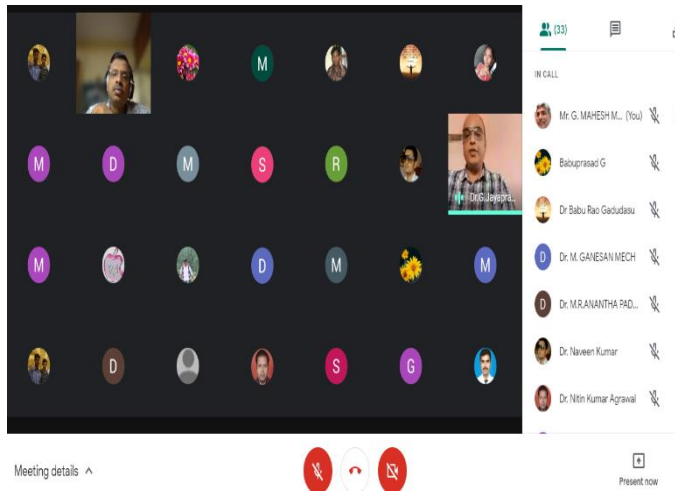 M
M
D
M
S
R
Dr.G.Jayapra...
M
D
M
M
D
S
G
(33)
IN CALL
Mr. G. MAHESH M... (You)
Babuprasad G
Dr Babu Rao Gadudasu
D
Dr. M. GANESAN MECH
D
Dr. M.R.ANANTHA PAD...
Dr. Naveen Kumar
Dr. Nitin Kumar Agrawal
Meeting details
Present now